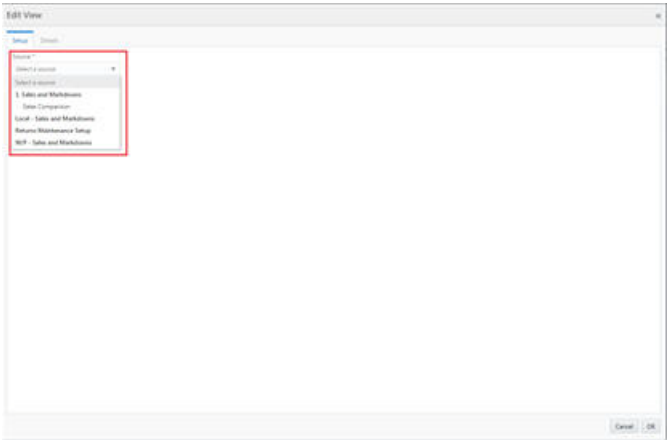 Edit View
Setup
Details
Source *
Select a source
Select a source
1. Sales and Markdowns
Sales Comparison
Local - Sales and Markdowns
Returns Maintenance Setup
W/F - Sales and Markdowns
Cancel
OK